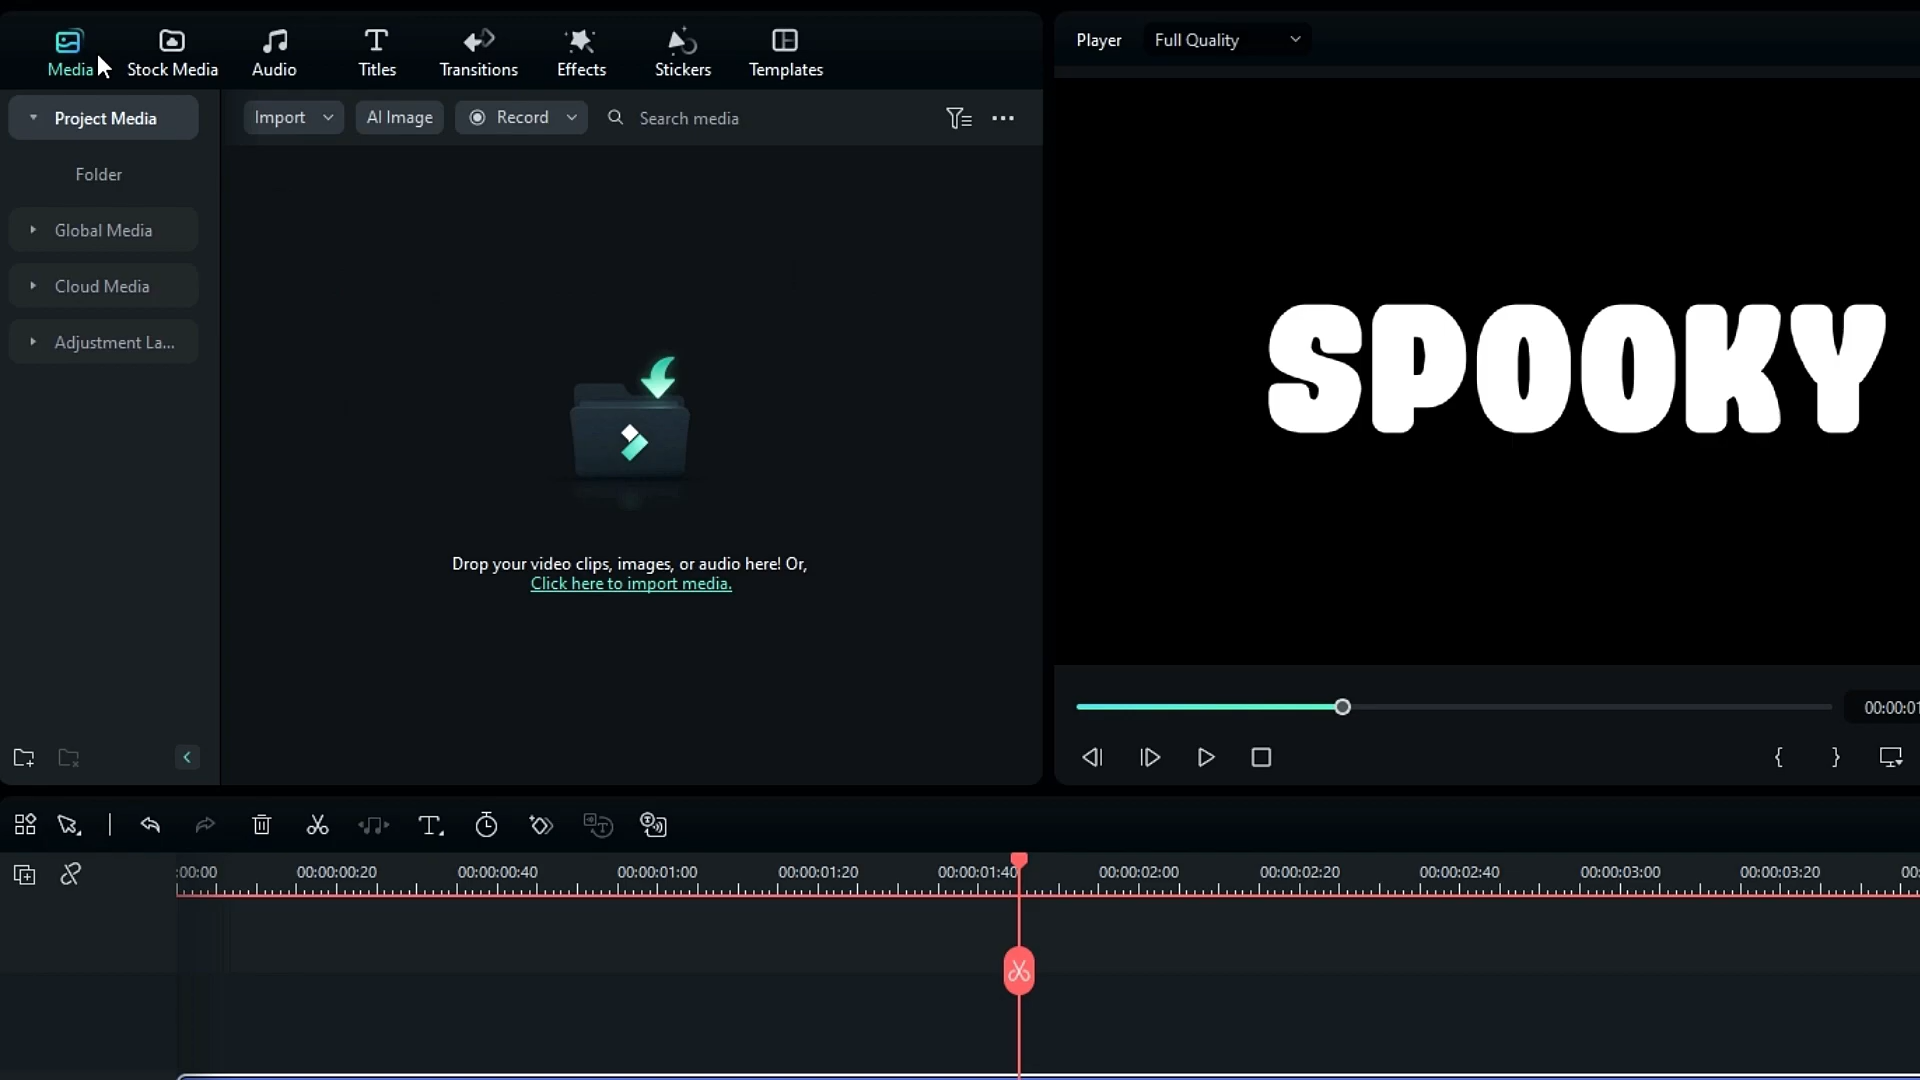 Media
Stock Media
Audio
Titles
Transitions
Effects
Stickers
Templates
Player
Full Quality
Project Media
Import
AI Image
Record
Search media
Folder
Global Media
Cloud Media
Adjustment La...
SPOOKY
Drop your video clips, images, or audio here! Or,
Click here to import media.
00:00:01
:00:00
00:00:00:20
00:00:00:40
00:00:01:00
00:00:01:20
00:00:01:40
00:00:02:00
00:00:02:20
00:00:02:40
00:00:03:00
00:00:03:20
00: